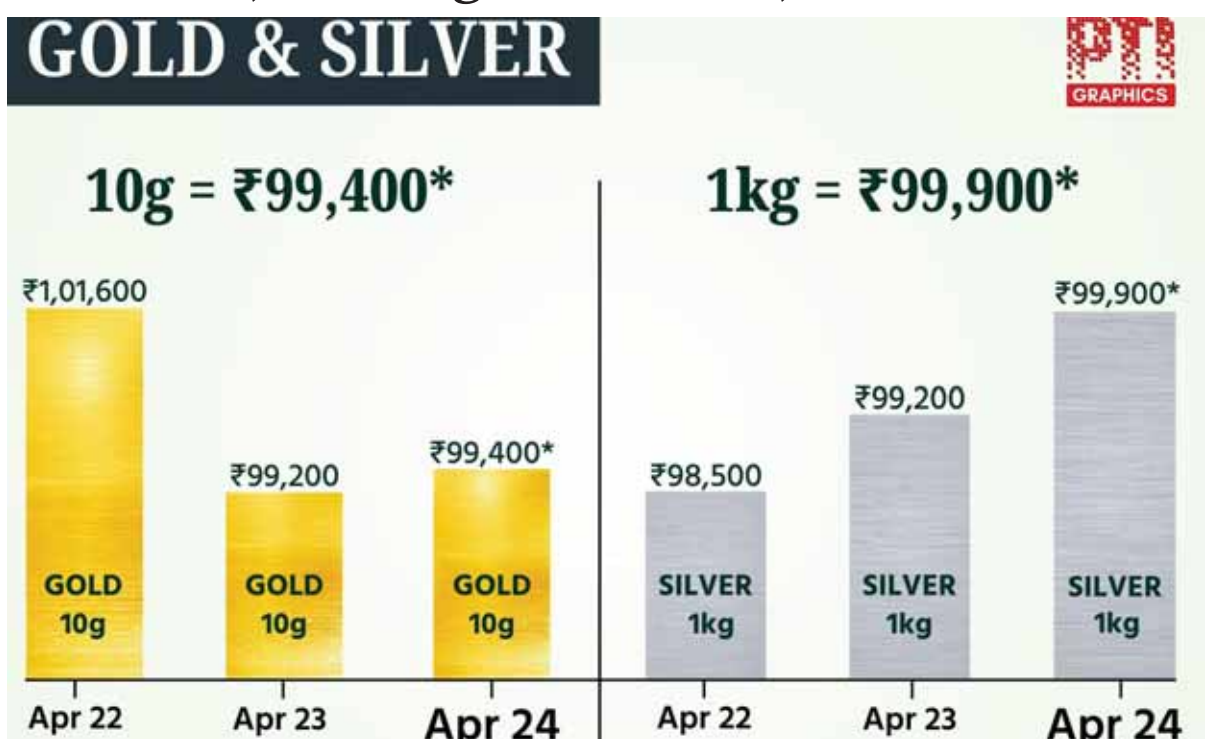 GOLD & SILVER
PTI
GRAPHICS
10g = ₹99,400*
1kg = ₹99,900*
₹1,01,600
₹99,200
₹99,400*
₹98,500
₹99,200
₹99,900*
GOLD
10g
GOLD
10g
GOLD
10g
SILVER
1kg
SILVER
1kg
SILVER
1kg
Apr 22
Apr 23
Apr 24
Apr 22
Apr 23
Apr 24